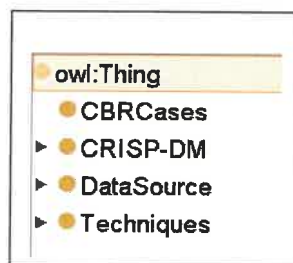 owl:Thing
CBRCases
CRISP-DM
DataSource
Techniques